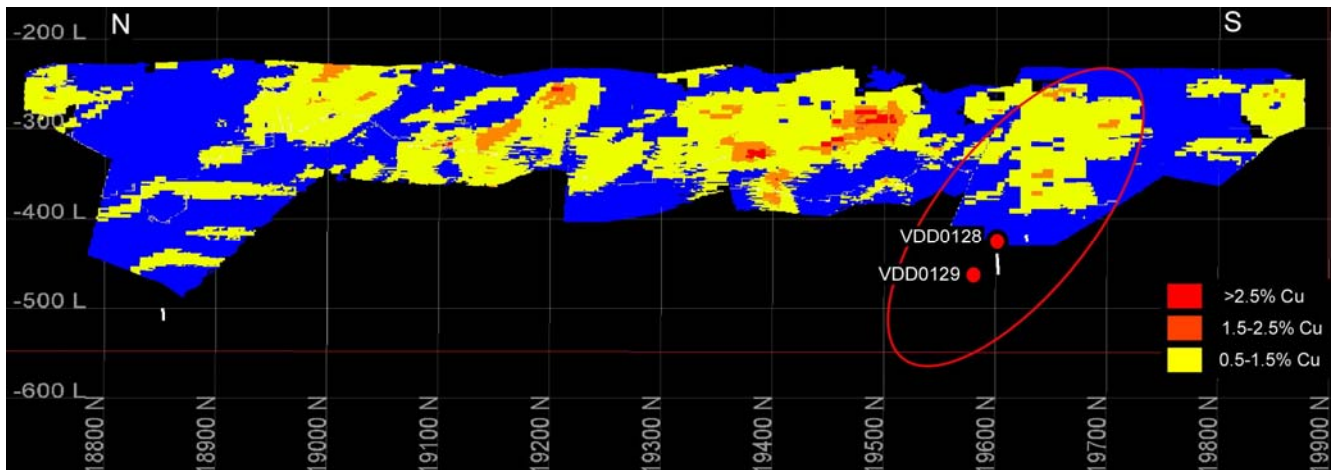 N
S
-200 L
-300 L
-400 L
-500 L
-600 L
VDD0128
VDD0129
>2.5% Cu
1.5-2.5% Cu
0.5-1.5% Cu
18800 N
18900 N
19000 N
19100 N
19200 N
19300 N
19400 N
19500 N
19600 N
19700 N
19800 N
19900 N